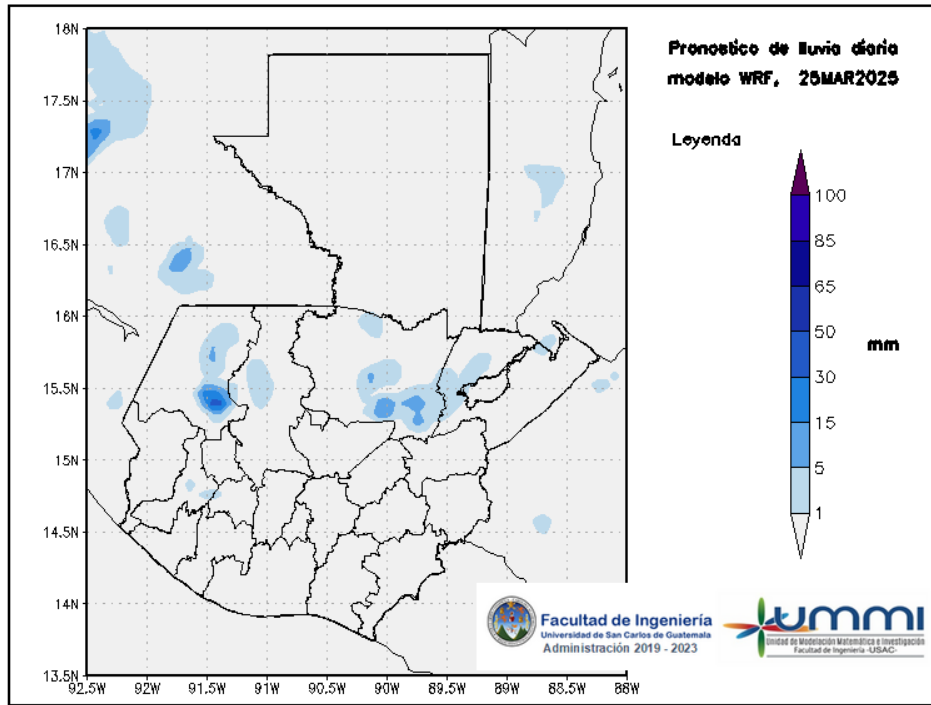 Pronostico de lluvia diaria
modelo WRF, 25MAR2025
Leyenda
100
85
65
50
30
15
5
1
mm
18N
17.5N
17N
16.5N
16N
15.5N
15N
14.5N
14N
13.5N
92.5W 92W 91.5W 91W 90.5W 90W 89.5W 89W 88.5W 88W
Facultad de Ingeniería
Universidad de San Carlos de Guatemala
Administración 2019 - 2023
ummi
Unidad de Modelación Matemática e Investigación
Facultad de Ingeniería -USAC-